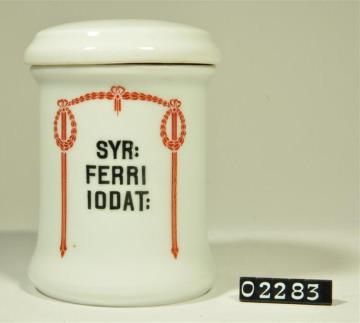 SYR:
FERRI
IODAT:
02283